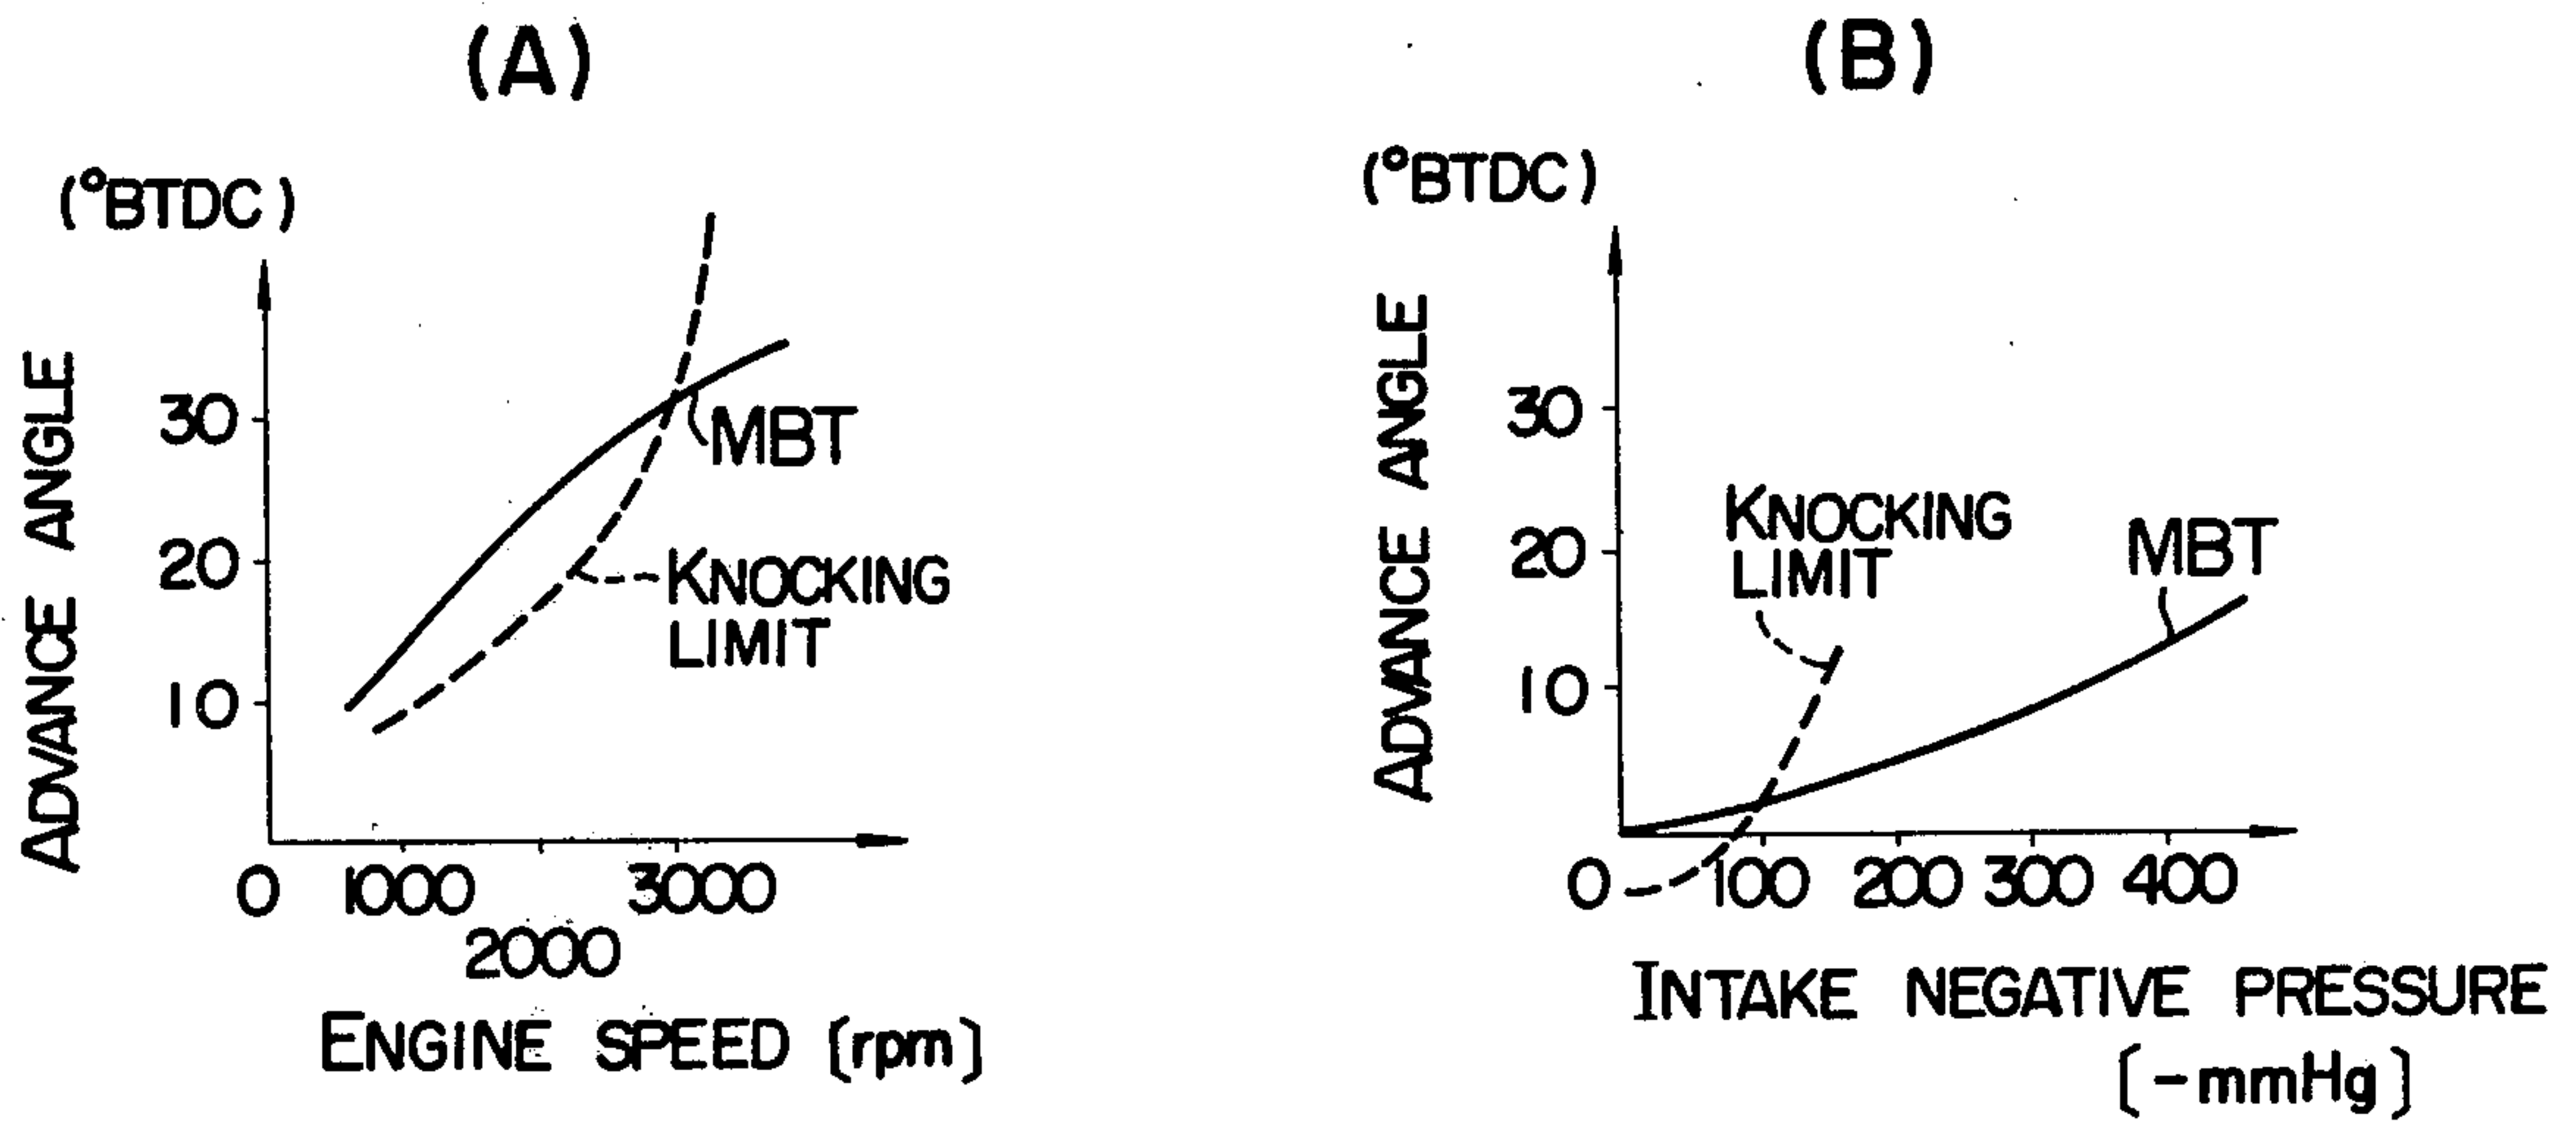 (A)
(°BTDC)
ADVANCE ANGLE
30
20
10
0
1000
2000
3000
MBT
KNOCKING
LIMIT
ENGINE SPEED [rpm]
(B)
(°BTDC)
ADVANCE ANGLE
30
20
10
0
100 200 300 400
KNOCKING
LIMIT
MBT
INTAKE NEGATIVE PRESSURE
[-mmHg]